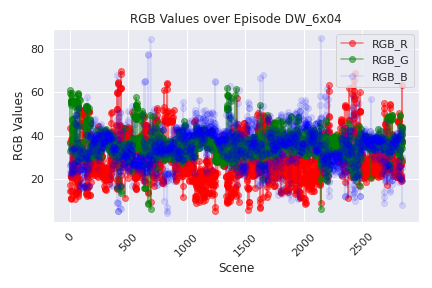 RGB Values over Episode DW_6x04
RGB Values
80
60
40
20
RGB_R
RGB_G
RGB_B
0
500
1000
1500
2000
2500
Scene